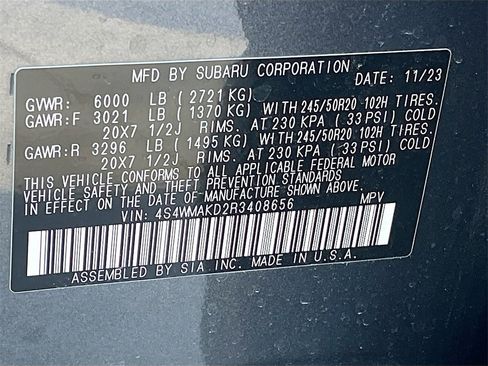 MFD BY SUBARU CORPORATION
DATE: 11/23
GVWR: 6000 LB (2721 KG)
GAWR:F 3021 LB (1370 KG) WITH 245/50R20 102H TIRES.
20X7 1/2J RIMS. AT 230 KPA (33 PSI) COLD
GAWR:R 3296 LB (1495 KG) WITH 245/50R20 102H TIRES.
20X7 1/2J RIMS. AT 230 KPA (33 PSI) COLD
THIS VEHICLE CONFORMS TO ALL APPLICABLE FEDERAL MOTOR
VEHICLE SAFETY AND THEFT PREVENTION STANDARDS
IN EFFECT ON THE DATE OF MANUFACTURE SHOWN ABOVE.
VIN: 4S4WMAKD2R3408656 MPV
ASSEMBLED BY SIA INC. MADE IN U.S.A.